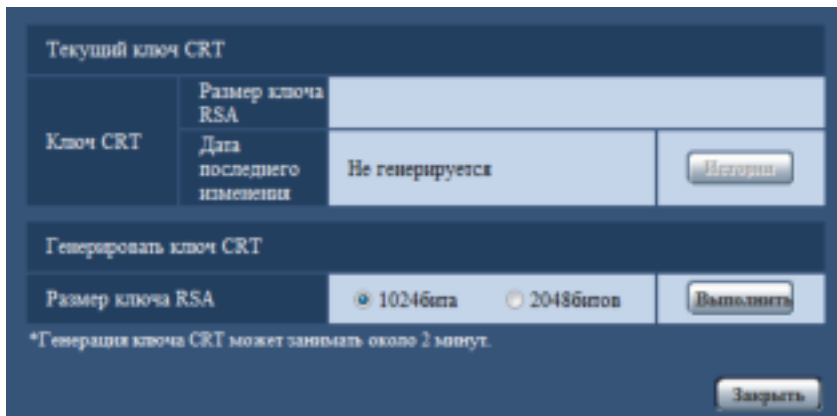 Текущий ключ CRT
Размер ключа
RSA
Ключ CRT
Дата
последнего
изменения
Не генерируется
История
Генерировать ключ CRT
Размер ключа RSA
1024бита
2048битов
Выполнить
*Генерация ключа CRT может занимать около 2 минут.
Закрыть